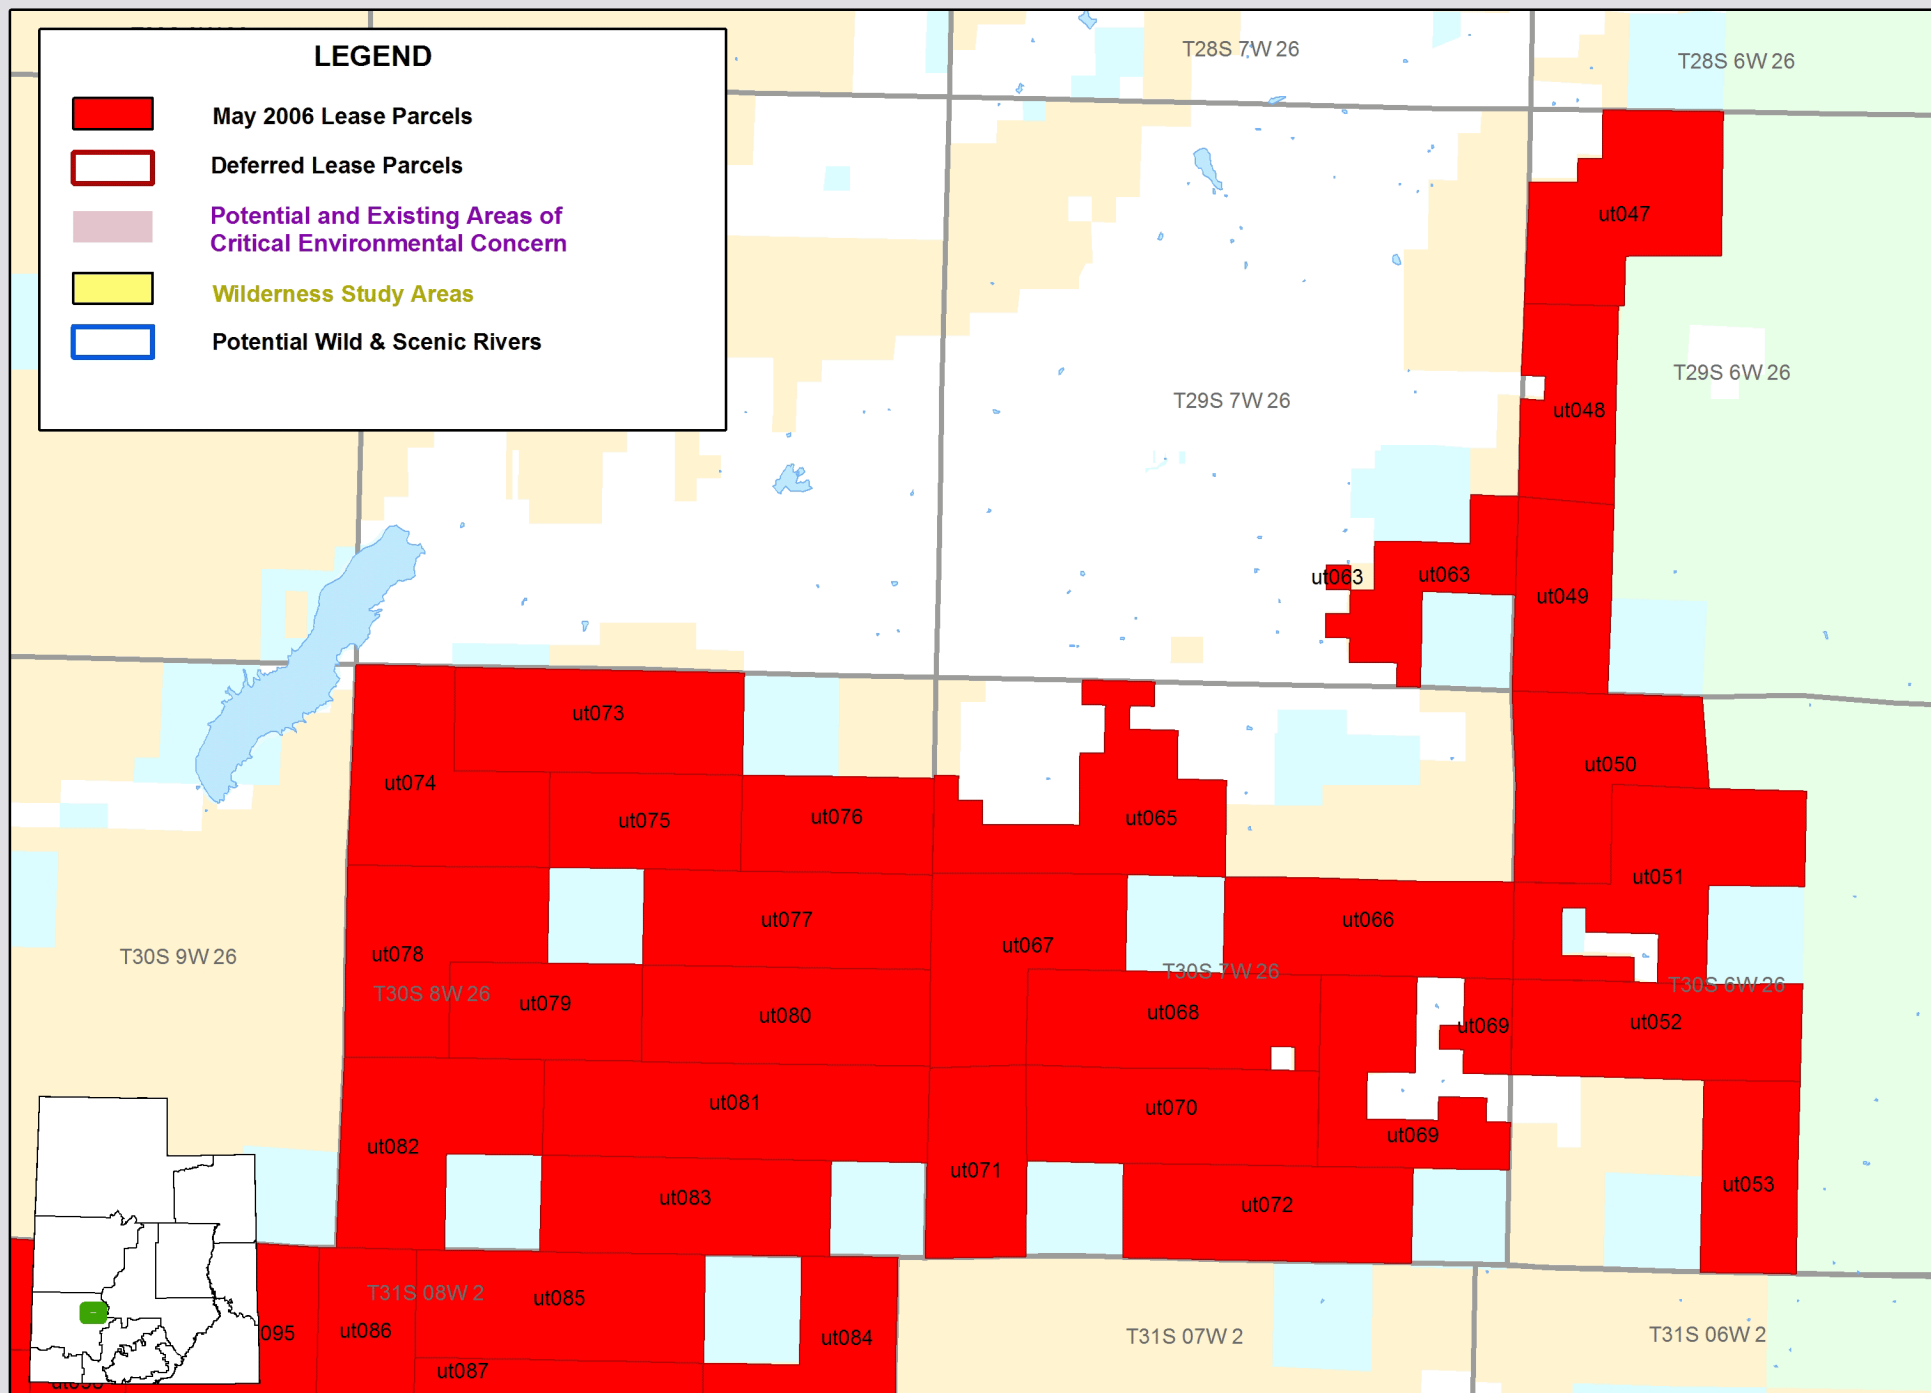 T28S 7W 26
T28S 6W 26
LEGEND
May 2006 Lease Parcels
Deferred Lease Parcels
Potential and Existing Areas of
Critical Environmental Concern
Wilderness Study Areas
Potential Wild & Scenic Rivers
ut047
T29S 6W 26
T29S 7W 26
ut048
ut063
ut063
ut049
ut073
ut050
ut074
ut075
ut076
ut065
ut051
ut077
ut066
ut067
ut078
T30S 9W 26
T30S 7W 26
T30S 6W 26
T30S 8W 26
ut079
ut080
ut068
ut069
ut052
ut081
ut070
ut069
ut082
ut071
ut053
ut083
ut072
T31S 08W 2
ut085
095
ut086
ut084
T31S 07W 2
T31S 06W 2
ut087